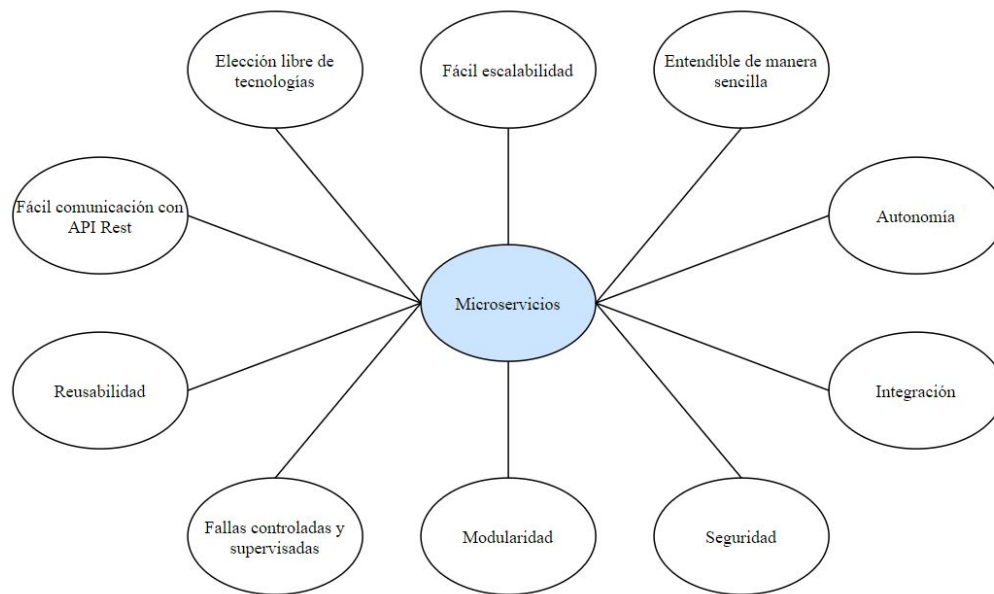 Elección libre de
tecnologías
Fácil escalabilidad
Entendible de manera
sencilla
Fácil comunicación con
API Rest
Autonomía
Microservicios
Reusabilidad
Integración
Fallas controladas y
supervisadas
Modularidad
Seguridad